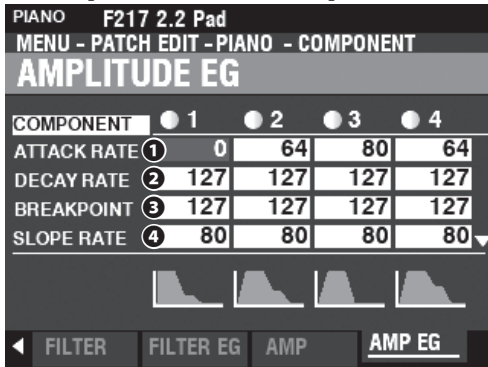 PIANO F217 2.2 Pad
MENU - PATCH EDIT - PIANO - COMPONENT
AMPLITUDE EG
COMPONENT 1 2 3 4
ATTACK RATE 1 0 64 80 64
DECAY RATE 2 127 127 127 127
BREAKPOINT 3 127 127 127 127
SLOPE RATE 4 80 80 80 80
FILTER FILTER EG AMP AMP EG